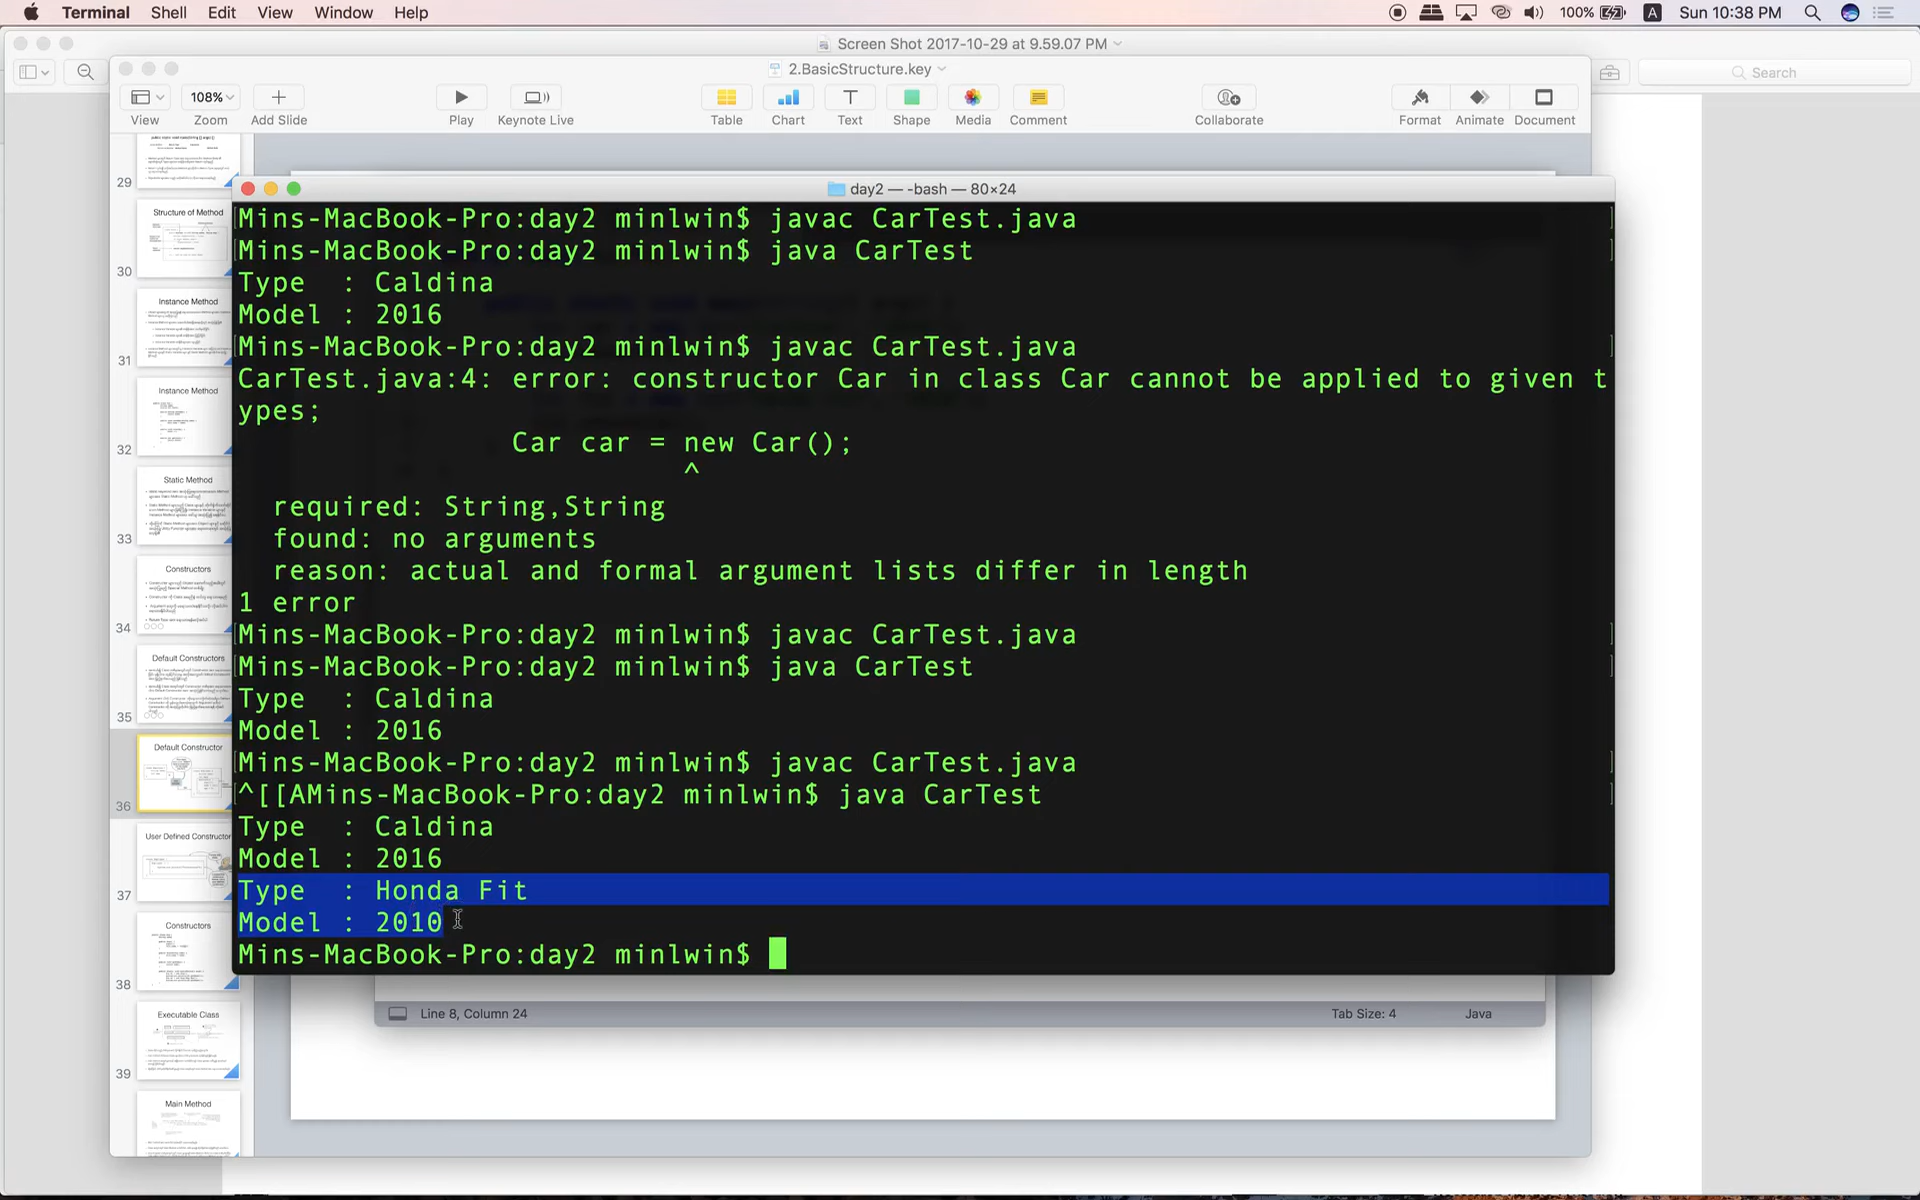 Terminal Shell Edit View Window Help 100% A Sun 10:38 PM
Screen Shot 2017-10-29 at 9.59.07 PM
Search
2.BasicStructure.key
108%
View Zoom Add Slide Play Keynote Live Table Chart Text Shape Media Comment Collaborate Format Animate Document
29
Structure of Method
30
Instance Method
31
Instance Method
32
Static Method
33
Constructors
34
Default Constructors
35
Default Constructor
36
User Defined Constructor
37
Constructors
38
Executable Class
39
Main Method
day2 — -bash — 80×24
Mins-MacBook-Pro:day2 minlwin$ javac CarTest.java
Mins-MacBook-Pro:day2 minlwin$ java CarTest
Type : Caldina
Model : 2016
Mins-MacBook-Pro:day2 minlwin$ javac CarTest.java
CarTest.java:4: error: constructor Car in class Car cannot be applied to given t
ypes;
Car car = new Car();
^
required: String,String
found: no arguments
reason: actual and formal argument lists differ in length
1 error
Mins-MacBook-Pro:day2 minlwin$ javac CarTest.java
Mins-MacBook-Pro:day2 minlwin$ java CarTest
Type : Caldina
Model : 2016
Mins-MacBook-Pro:day2 minlwin$ javac CarTest.java
^[[AMins-MacBook-Pro:day2 minlwin$ java CarTest
Type : Caldina
Model : 2016
Type : Honda Fit
Model : 2010
Mins-MacBook-Pro:day2 minlwin$
Line 8, Column 24 Tab Size: 4 Java